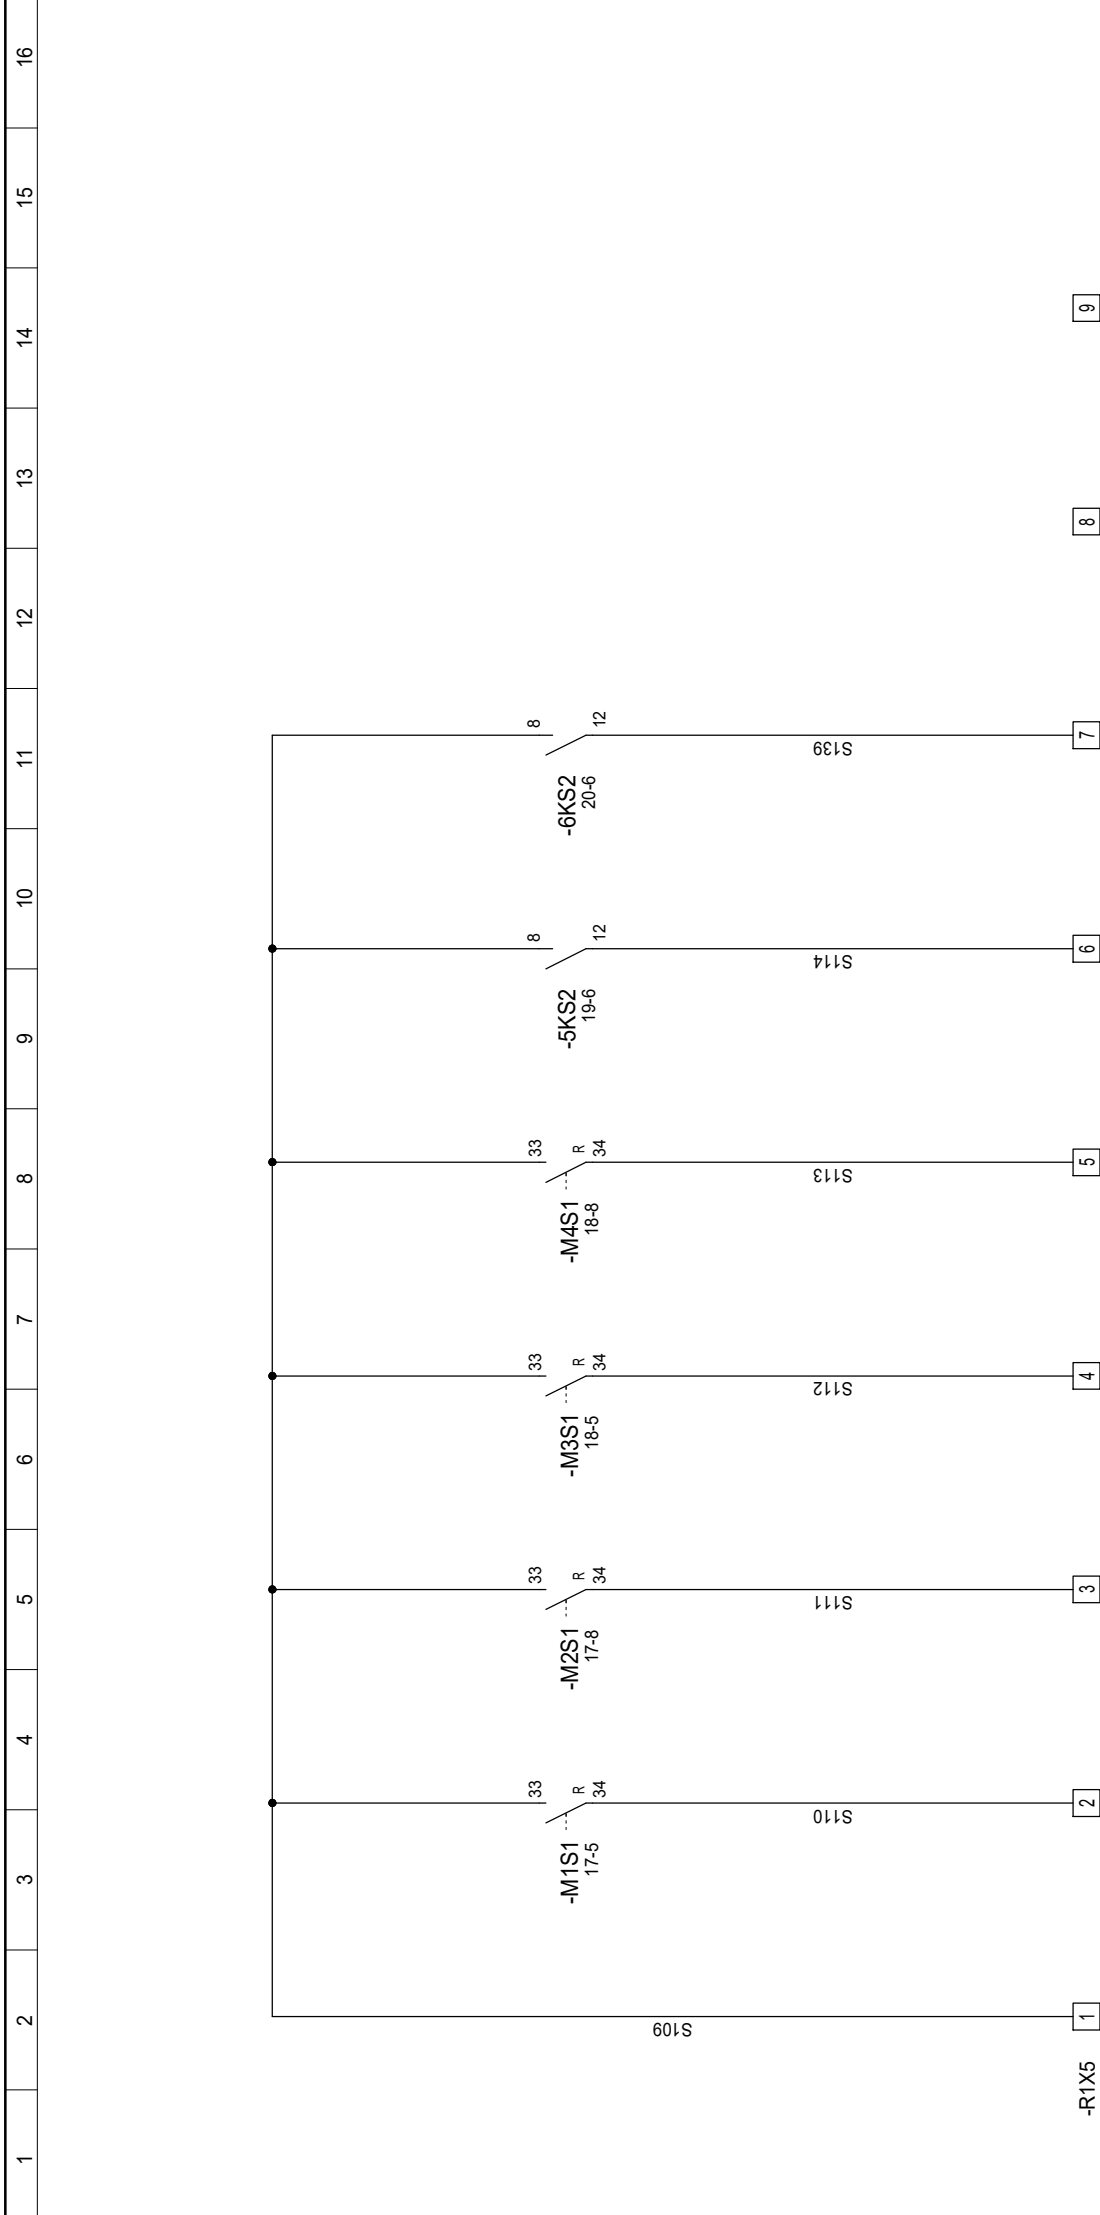 1 2 3 4 5 6 7 8 9 10 11 12 13 14 15 16
33 33 33 33 8 8
-M1S1 -M2S1 -M3S1 -M4S1 -5KS2 -6KS2
R R R R
17-5 17-8 18-5 18-8 19-6 20-6
34 34 34 34 12 12
S109
S110 S111 S112 S113 S114 S139
-R1X5 1 2 3 4 5 6 7 8 9